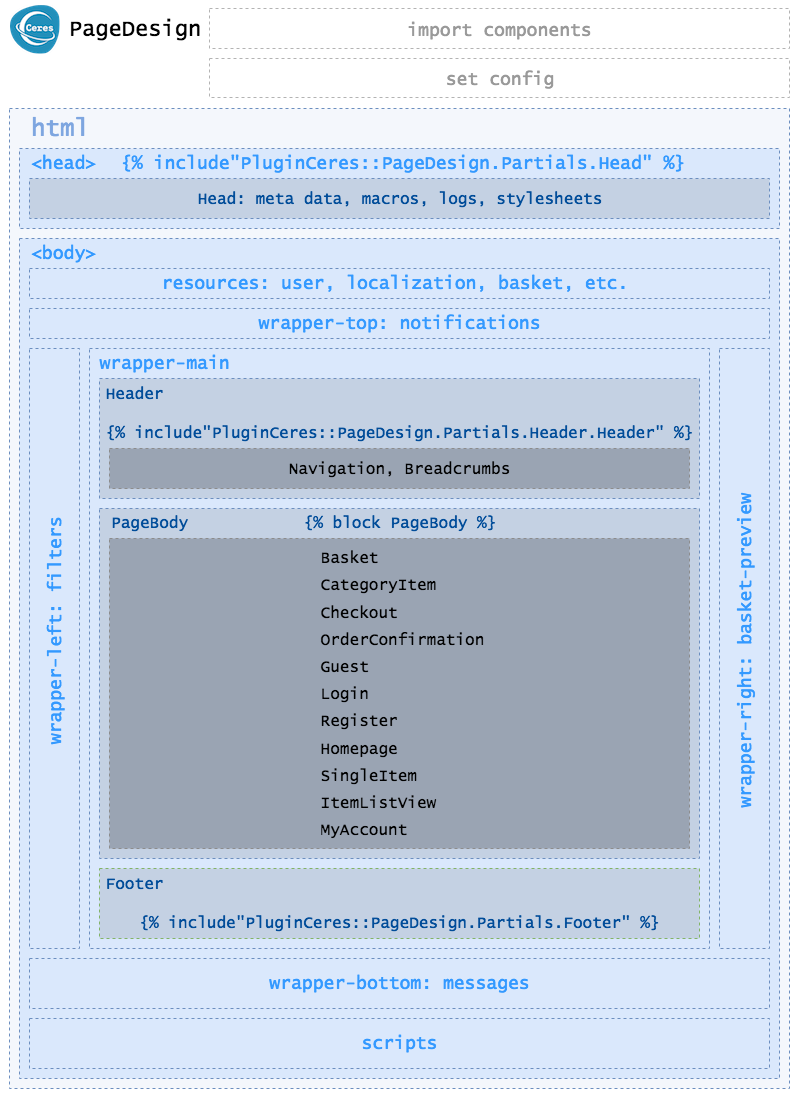 Ceres
PageDesign
import components
set config
html
<head> {% include"PluginCeres::PageDesign.Partials.Head" %}
Head: meta data, macros, logs, stylesheets
<body>
resources: user, localization, basket, etc.
wrapper-top: notifications
wrapper-left: filters
wrapper-main
Header
{% include"PluginCeres::PageDesign.Partials.Header.Header" %}
Navigation, Breadcrumbs
PageBody {% block PageBody %}
Basket
CategoryItem
Checkout
OrderConfirmation
Guest
Login
Register
Homepage
SingleItem
ItemListView
MyAccount
Footer
{% include"PluginCeres::PageDesign.Partials.Footer" %}
wrapper-right: basket-preview
wrapper-bottom: messages
scripts